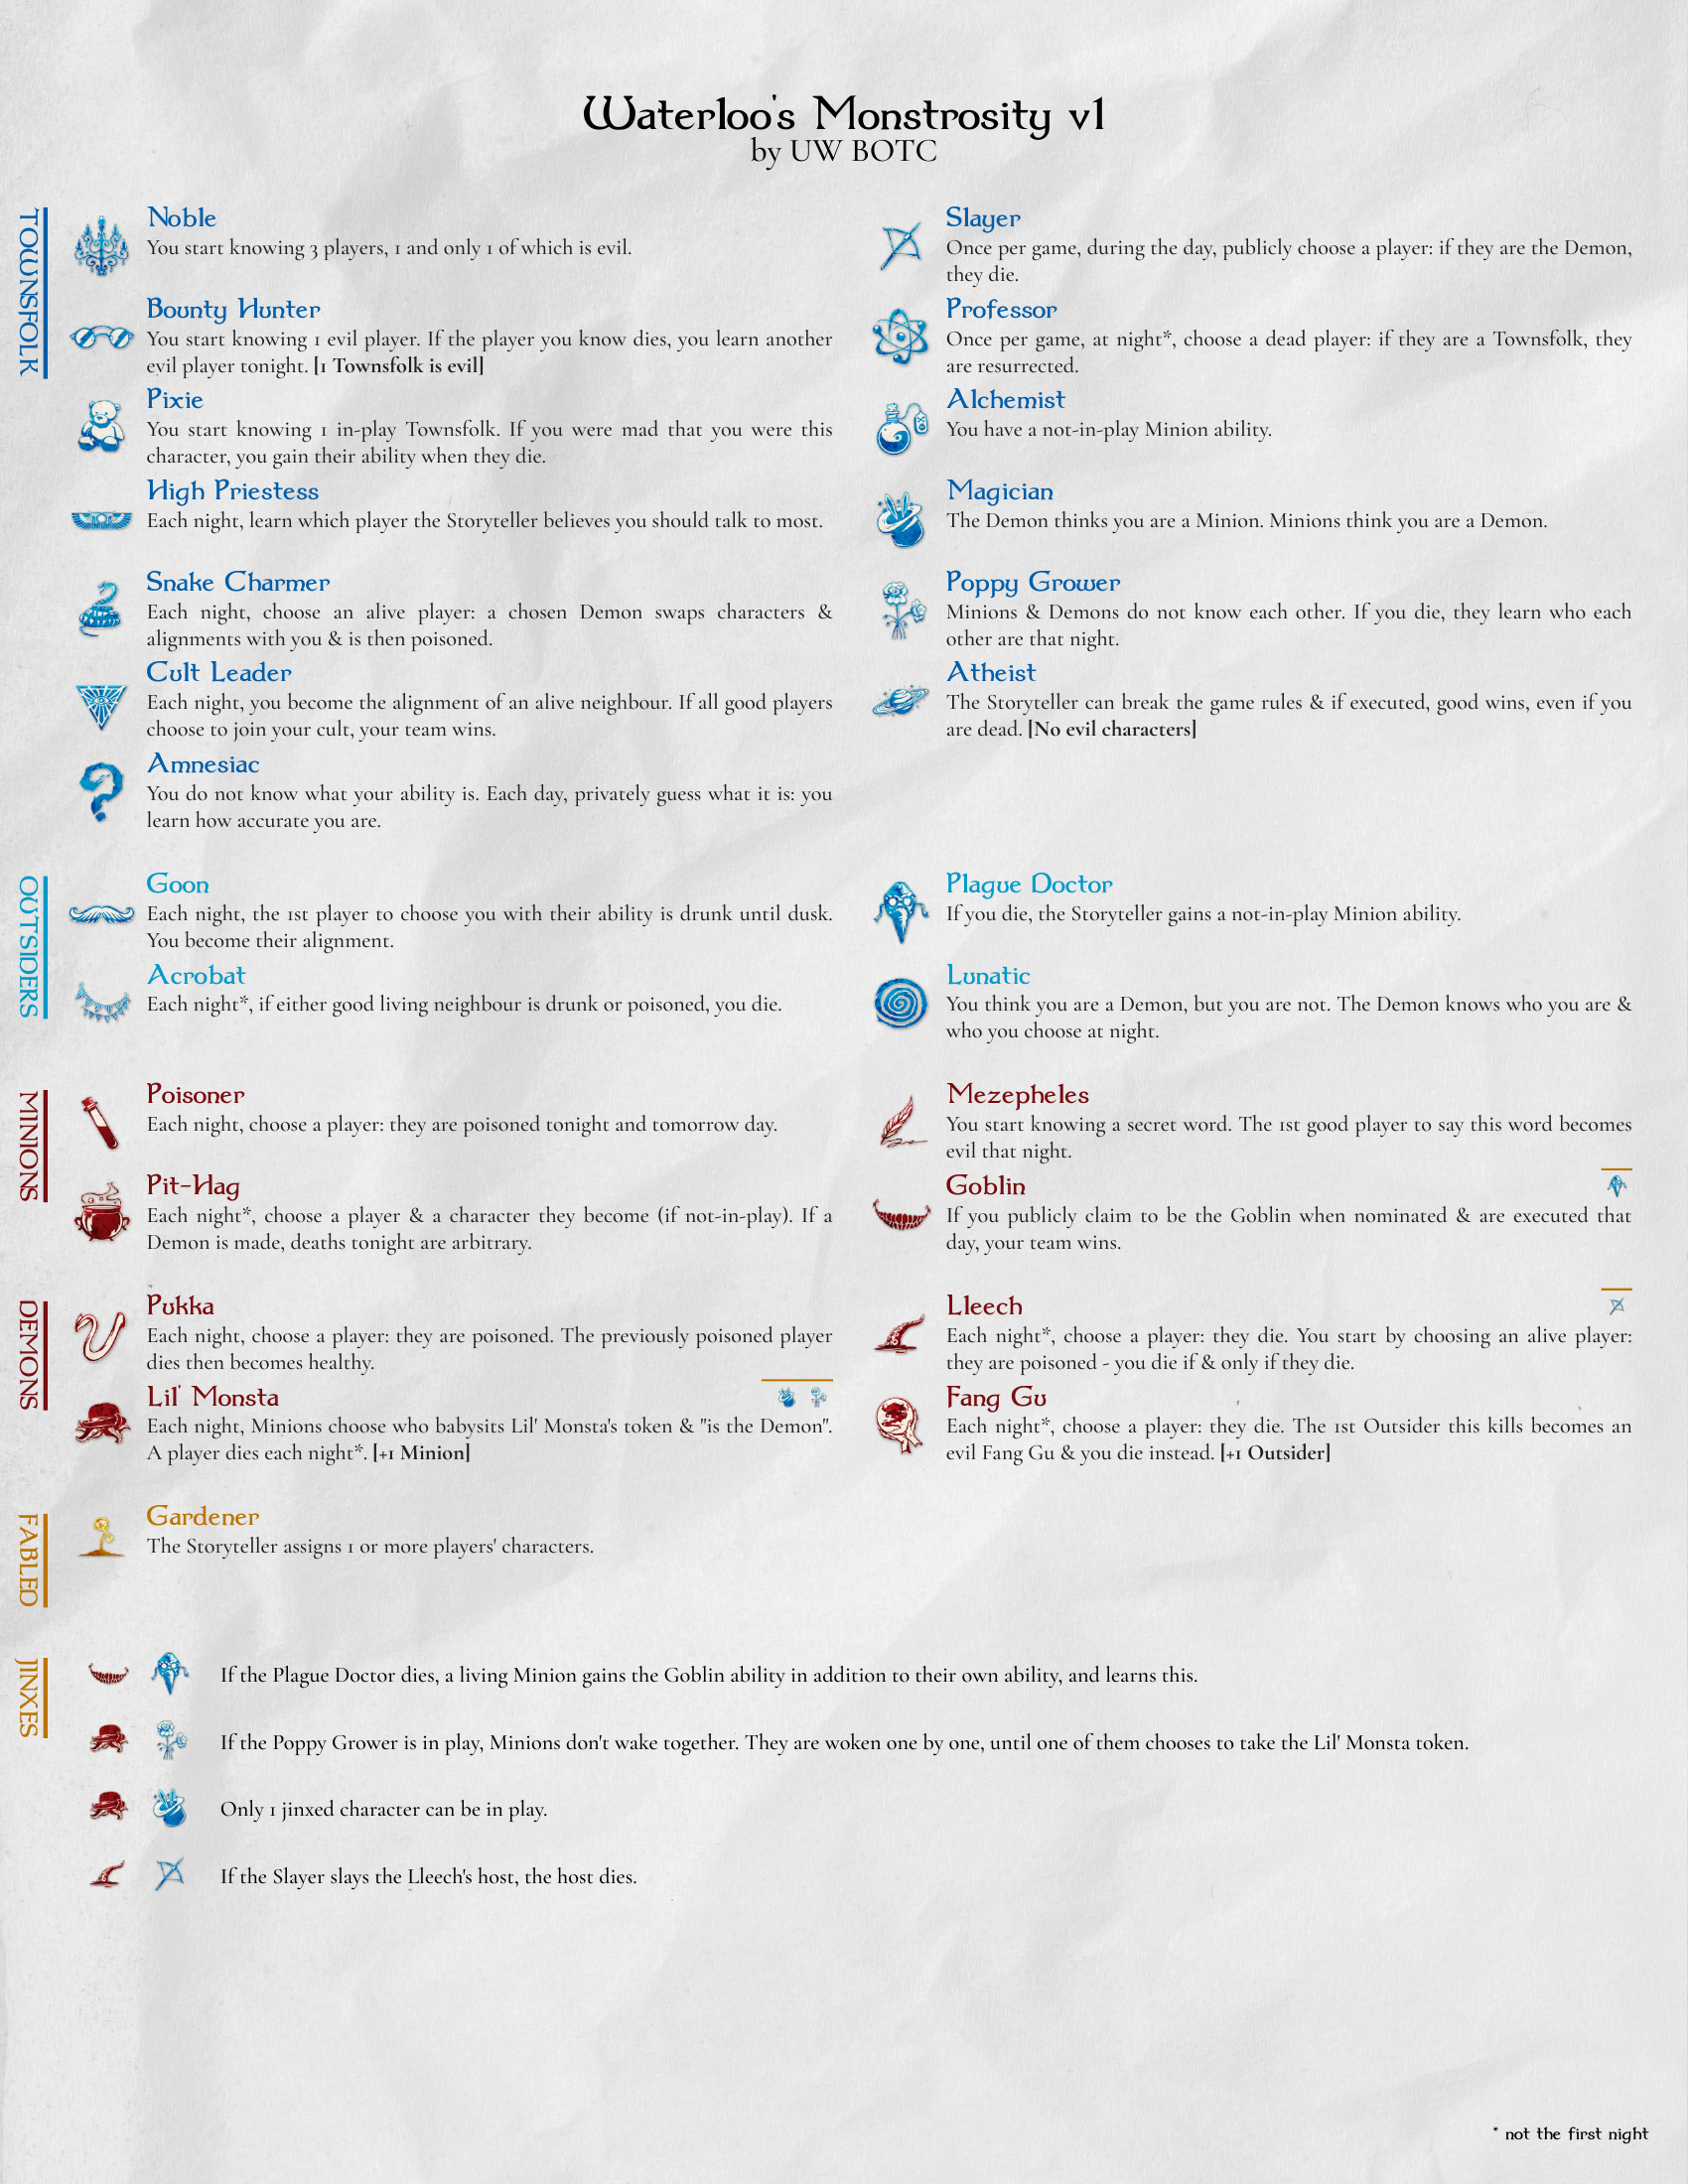 Waterloo's Monstrosity v1
by UW BOTC
TOWNSFOLK
Noble
You start knowing 3 players, 1 and only 1 of which is evil.
Bounty Hunter
You start knowing 1 evil player. If the player you know dies, you learn another
evil player tonight. [1 Townsfolk is evil]
Pixie
You start knowing 1 in-play Townsfolk. If you were mad that you were this
character, you gain their ability when they die.
High Priestess
Each night, learn which player the Storyteller believes you should talk to most.
Snake Charmer
Each night, choose an alive player: a chosen Demon swaps characters &
alignments with you & is then poisoned.
Cult Leader
Each night, you become the alignment of an alive neighbour. If all good players
choose to join your cult, your team wins.
Amnesiac
You do not know what your ability is. Each day, privately guess what it is: you
learn how accurate you are.
Slayer
Once per game, during the day, publicly choose a player: if they are the Demon,
they die.
Professor
Once per game, at night*, choose a dead player: if they are a Townsfolk, they
are resurrected.
Alchemist
You have a not-in-play Minion ability.
Magician
The Demon thinks you are a Minion. Minions think you are a Demon.
Poppy Grower
Minions & Demons do not know each other. If you die, they learn who each
other are that night.
Atheist
The Storyteller can break the game rules & if executed, good wins, even if you
are dead. [No evil characters]
OUTSIDERS
Goon
Each night, the 1st player to choose you with their ability is drunk until dusk.
You become their alignment.
Acrobat
Each night*, if either good living neighbour is drunk or poisoned, you die.
Plague Doctor
If you die, the Storyteller gains a not-in-play Minion ability.
Lunatic
You think you are a Demon, but you are not. The Demon knows who you are &
who you choose at night.
MINIONS
Poisoner
Each night, choose a player: they are poisoned tonight and tomorrow day.
Pit-Hag
Each night*, choose a player & a character they become (if not-in-play). If a
Demon is made, deaths tonight are arbitrary.
Mezepheles
You start knowing a secret word. The 1st good player to say this word becomes
evil that night.
Goblin
If you publicly claim to be the Goblin when nominated & are executed that
day, your team wins.
DEMONS
Pukka
Each night, choose a player: they are poisoned. The previously poisoned player
dies then becomes healthy.
Lil' Monsta
Each night, Minions choose who babysits Lil' Monsta's token & "is the Demon".
A player dies each night*. [+1 Minion]
Lleech
Each night*, choose a player: they die. You start by choosing an alive player:
they are poisoned - you die if & only if they die.
Fang Gu
Each night*, choose a player: they die. The 1st Outsider this kills becomes an
evil Fang Gu & you die instead. [+1 Outsider]
FABLED
Gardener
The Storyteller assigns 1 or more players' characters.
JINXES
If the Plague Doctor dies, a living Minion gains the Goblin ability in addition to their own ability, and learns this.
If the Poppy Grower is in play, Minions don't wake together. They are woken one by one, until one of them chooses to take the Lil' Monsta token.
Only 1 jinxed character can be in play.
If the Slayer slays the Lleech's host, the host dies.
* not the first night